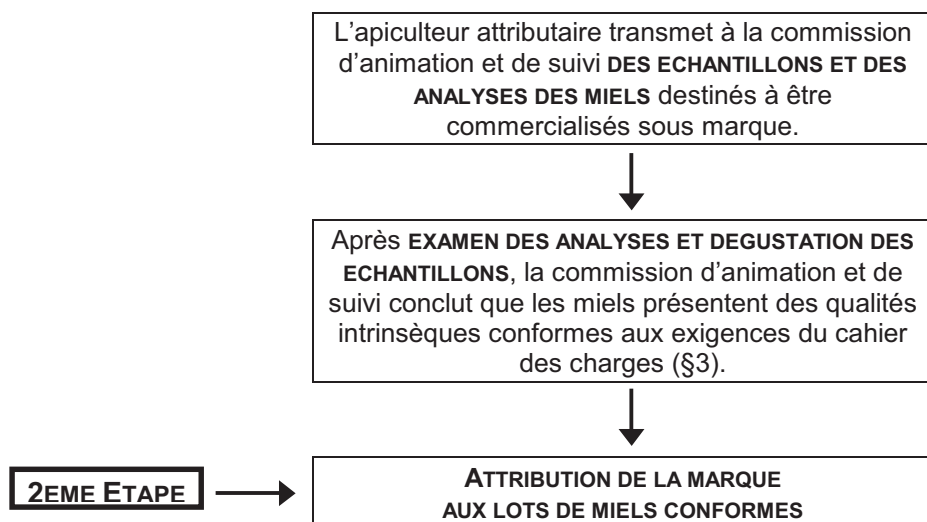 L’apiculteur attributaire transmet à la commission
d’animation et de suivi DES ECHANTILLONS ET DES
ANALYSES DES MIELS destinés à être
commercialisés sous marque.
Après EXAMEN DES ANALYSES ET DEGUSTATION DES
ECHANTILLONS, la commission d’animation et de
suivi conclut que les miels présentent des qualités
intrinsèques conformes aux exigences du cahier
des charges (§3).
2EME ETAPE
ATTRIBUTION DE LA MARQUE
AUX LOTS DE MIELS CONFORMES